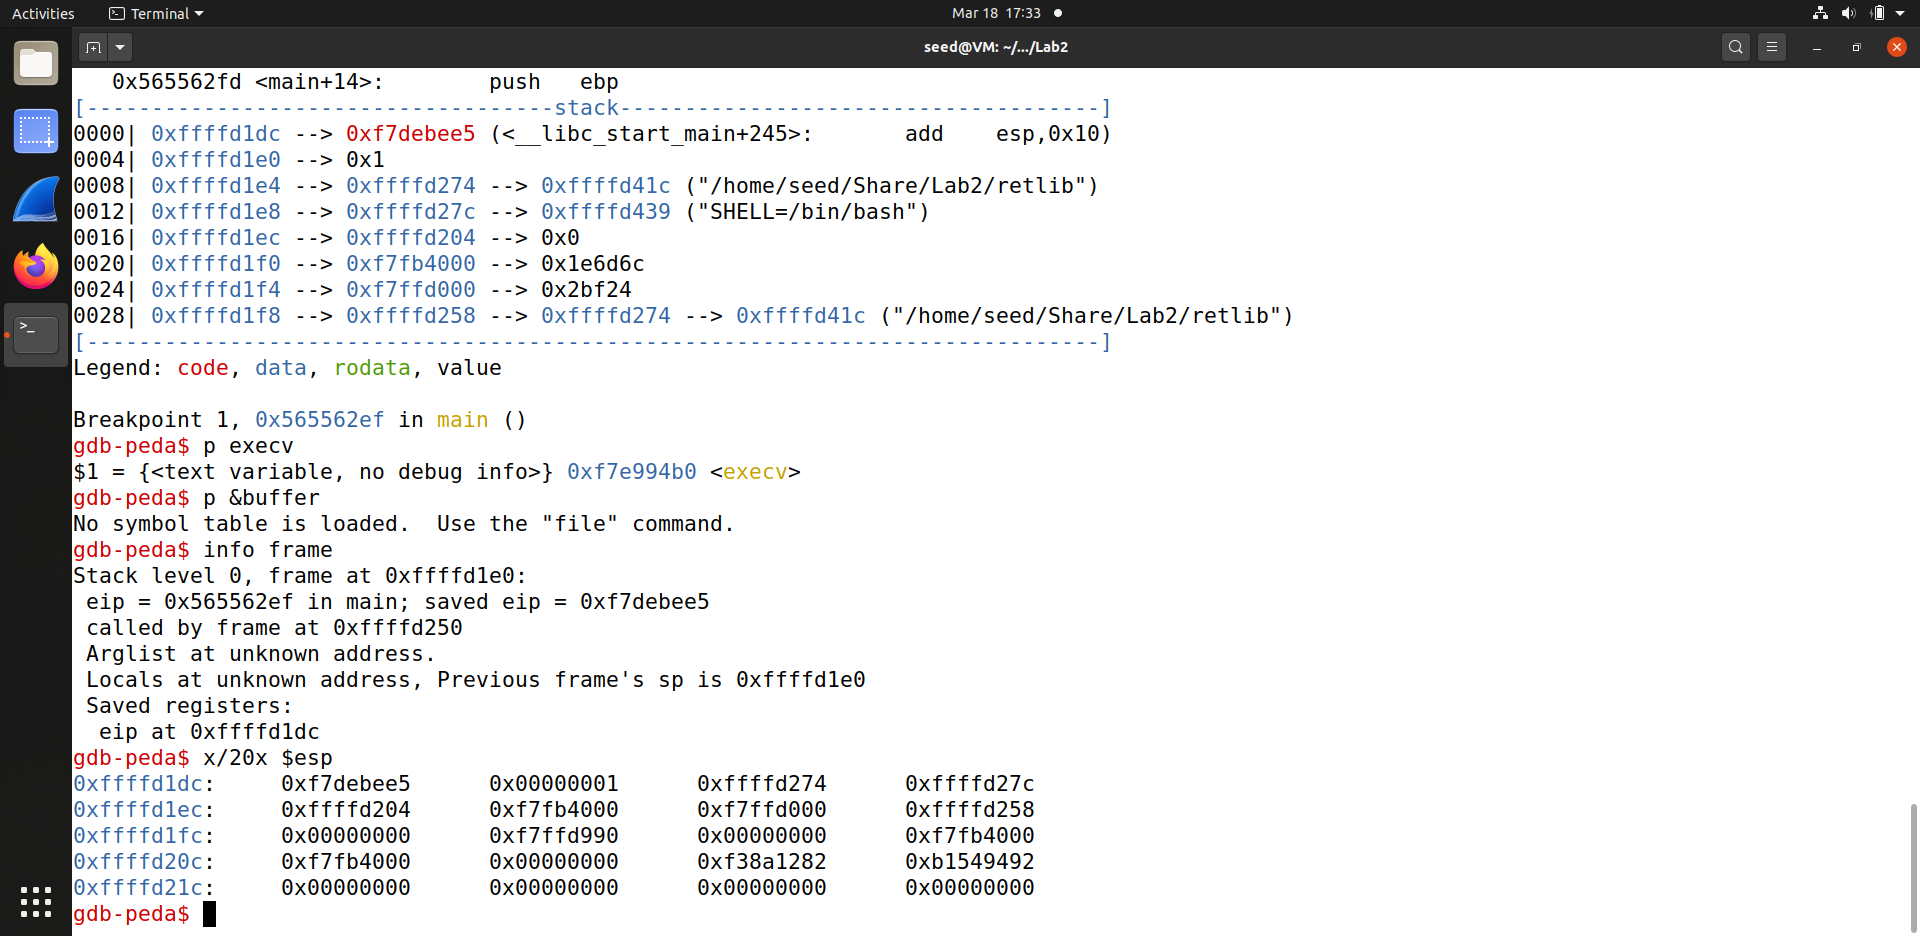 Activities Terminal Mar 18 17:33
seed@VM: ~/.../Lab2
0x565562fd <main+14>: push ebp
[------------------------------------stack-------------------------------------]
0000| 0xffffd1dc --> 0xf7debee5 (<__libc_start_main+245>: add esp,0x10)
0004| 0xffffd1e0 --> 0x1
0008| 0xffffd1e4 --> 0xffffd274 --> 0xffffd41c ("/home/seed/Share/Lab2/retlib")
0012| 0xffffd1e8 --> 0xffffd27c --> 0xffffd439 ("SHELL=/bin/bash")
0016| 0xffffd1ec --> 0xffffd204 --> 0x0
0020| 0xffffd1f0 --> 0xf7fb4000 --> 0x1e6d6c
0024| 0xffffd1f4 --> 0xf7ffd000 --> 0x2bf24
0028| 0xffffd1f8 --> 0xffffd258 --> 0xffffd274 --> 0xffffd41c ("/home/seed/Share/Lab2/retlib")
[------------------------------------------------------------------------------]
Legend: code, data, rodata, value
Breakpoint 1, 0x565562ef in main ()
gdb-peda$ p execv
$1 = {<text variable, no debug info>} 0xf7e994b0 <execv>
gdb-peda$ p &buffer
No symbol table is loaded.  Use the "file" command.
gdb-peda$ info frame
Stack level 0, frame at 0xffffd1e0:
eip = 0x565562ef in main; saved eip = 0xf7debee5
called by frame at 0xffffd250
Arglist at unknown address.
Locals at unknown address, Previous frame's sp is 0xffffd1e0
Saved registers:
eip at 0xffffd1dc
gdb-peda$ x/20x $esp
0xffffd1dc: 0xf7debee5 0x00000001 0xffffd274 0xffffd27c
0xffffd1ec: 0xffffd204 0xf7fb4000 0xf7ffd000 0xffffd258
0xffffd1fc: 0x00000000 0xf7ffd990 0x00000000 0xf7fb4000
0xffffd20c: 0xf7fb4000 0x00000000 0xf38a1282 0xb1549492
0xffffd21c: 0x00000000 0x00000000 0x00000000 0x00000000
gdb-peda$